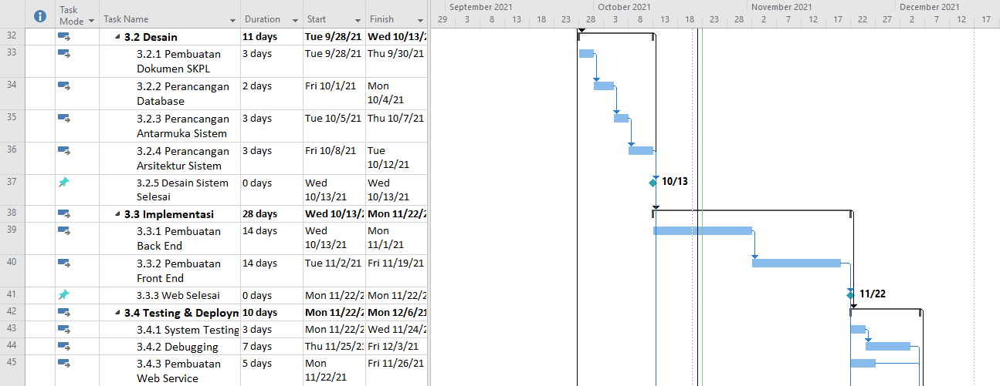 September 2021 October 2021 November 2021 December 2021
Task
Mode Task Name Duration Start Finish 29 3 8 13 18 23 28 3 8 13 18 23 28 2 7 12 17 22 27 2 7 12 17
32 3.2 Desain 11 days Tue 9/28/21 Wed 10/13/2
33 3.2.1 Pembuatan 3 days Tue 9/28/21 Thu 9/30/21
Dokumen SKPL
34 3.2.2 Perancangan 2 days Fri 10/1/21 Mon
Database 10/4/21
35 3.2.3 Perancangan 3 days Tue 10/5/21 Thu 10/7/21
Antarmuka Sistem
36 3.2.4 Perancangan 3 days Fri 10/8/21 Tue
Arsitektur Sistem 10/12/21
37 3.2.5 Desain Sistem 0 days Wed Wed 10/13
Selesai 10/13/21 10/13/21
38 3.3 Implementasi 28 days Wed 10/13/2 Mon 11/22/2
39 3.3.1 Pembuatan 14 days Wed Mon
Back End 10/13/21 11/1/21
40 3.3.2 Pembuatan 14 days Tue 11/2/21 Fri 11/19/21
Front End
41 3.3.3 Web Selesai 0 days Mon 11/22/2 Mon 11/22/2 11/22
42 3.4 Testing & Deploym 10 days Mon 11/22/2 Mon 12/6/21
43 3.4.1 System Testing 3 days Mon 11/22/2 Wed 11/24/2
44 3.4.2 Debugging 7 days Thu 11/25/21 Fri 12/3/21
45 3.4.3 Pembuatan 5 days Mon Fri 11/26/21
Web Service 11/22/21